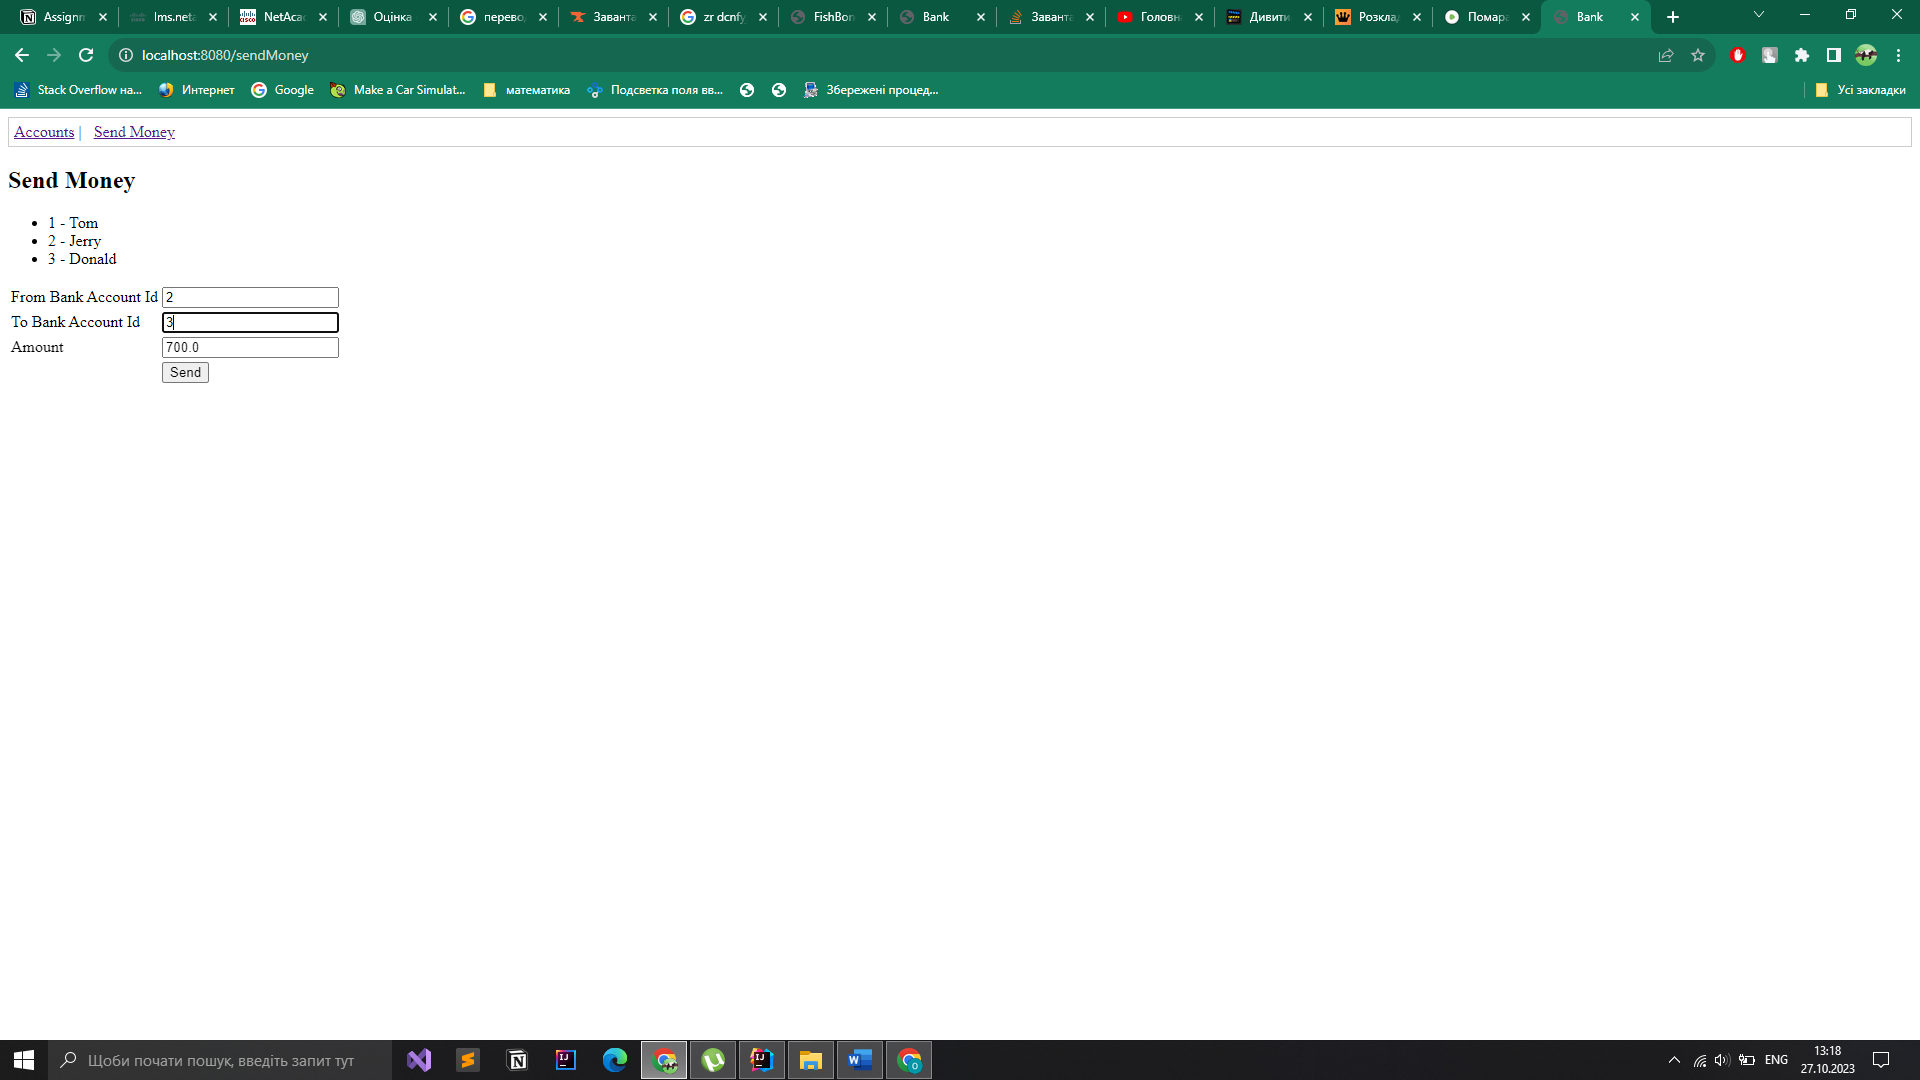 Assignm
lms.neta
NetAca
Оцінка
перево
Заванта
zr dcnfy
FishBon
Bank
Заванта
Головна
Дивити
Розклад
Помара
Bank
localhost:8080/sendMoney
Stack Overflow на...
Интернет
Google
Make a Car Simulat...
математика
Подсветка поля вв...
Збережені процед...
Усі закладки
Accounts | Send Money
Send Money
1 - Tom
2 - Jerry
3 - Donald
From Bank Account Id 2
To Bank Account Id 3
Amount 700.0
Send
Щоби почати пошук, введіть запит тут
ENG
13:18
27.10.2023